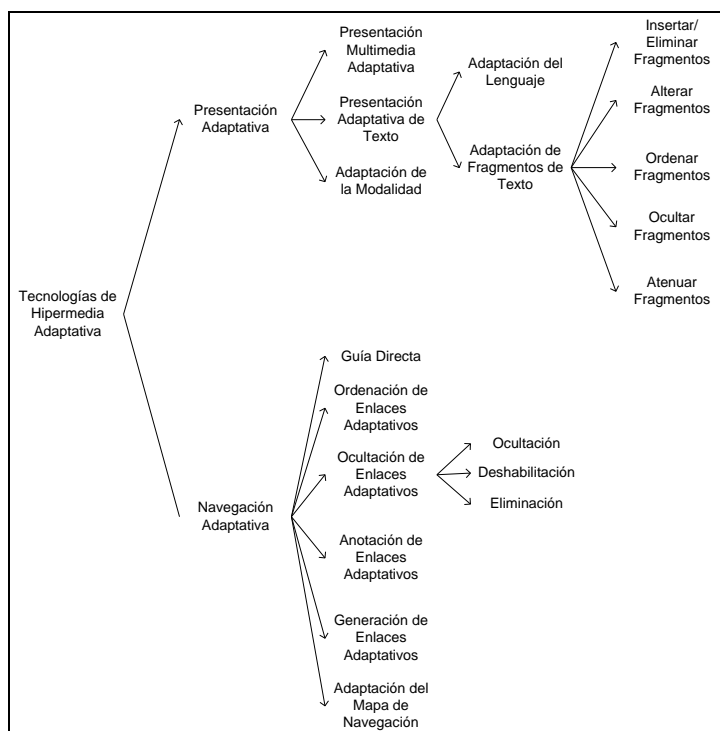 Tecnologías de
Hipermedia
Adaptativa
Presentación
Adaptativa
Presentación
Multimedia
Adaptativa
Presentación
Adaptativa de
Texto
Adaptación de
la Modalidad
Adaptación del
Lenguaje
Adaptación de
Fragmentos de
Texto
Insertar/
Eliminar
Fragmentos
Alterar
Fragmentos
Ordenar
Fragmentos
Ocultar
Fragmentos
Atenuar
Fragmentos
Navegación
Adaptativa
Guía Directa
Ordenación de
Enlaces
Adaptativos
Ocultación de
Enlaces
Adaptativos
Ocultación
Deshabilitación
Eliminación
Anotación de
Enlaces
Adaptativos
Generación de
Enlaces
Adaptativos
Adaptación del
Mapa de
Navegación